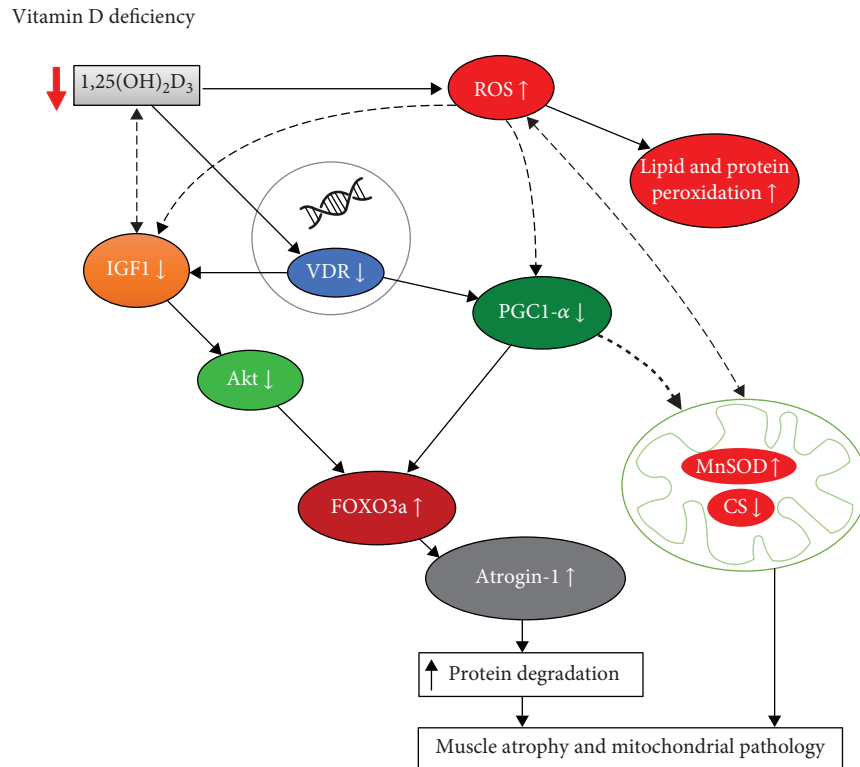 Vitamin D deficiency
1,25(OH)₂D₃
ROS ↑
Lipid and protein
peroxidation ↑
IGF1 ↓
VDR ↓
PGC1-α ↓
Akt ↓
MnSOD ↑
CS ↓
FOXO3a ↑
Atrogin-1 ↑
↑ Protein degradation
Muscle atrophy and mitochondrial pathology